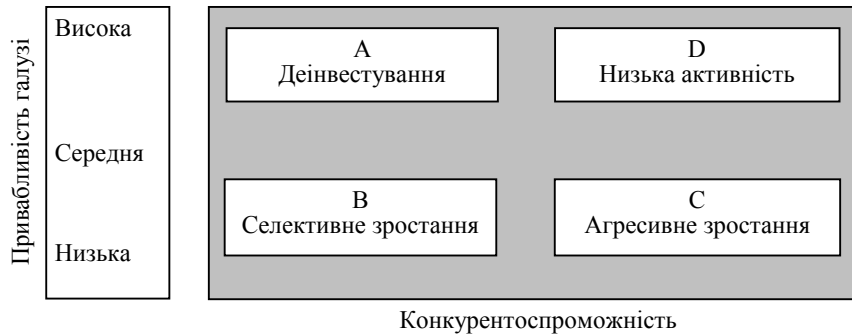 Привабливість галузі
Висока
Середня
Низька
A
Деінвестування
D
Низька активність
B
Селективне зростання
C
Агресивне зростання
Конкурентоспроможність